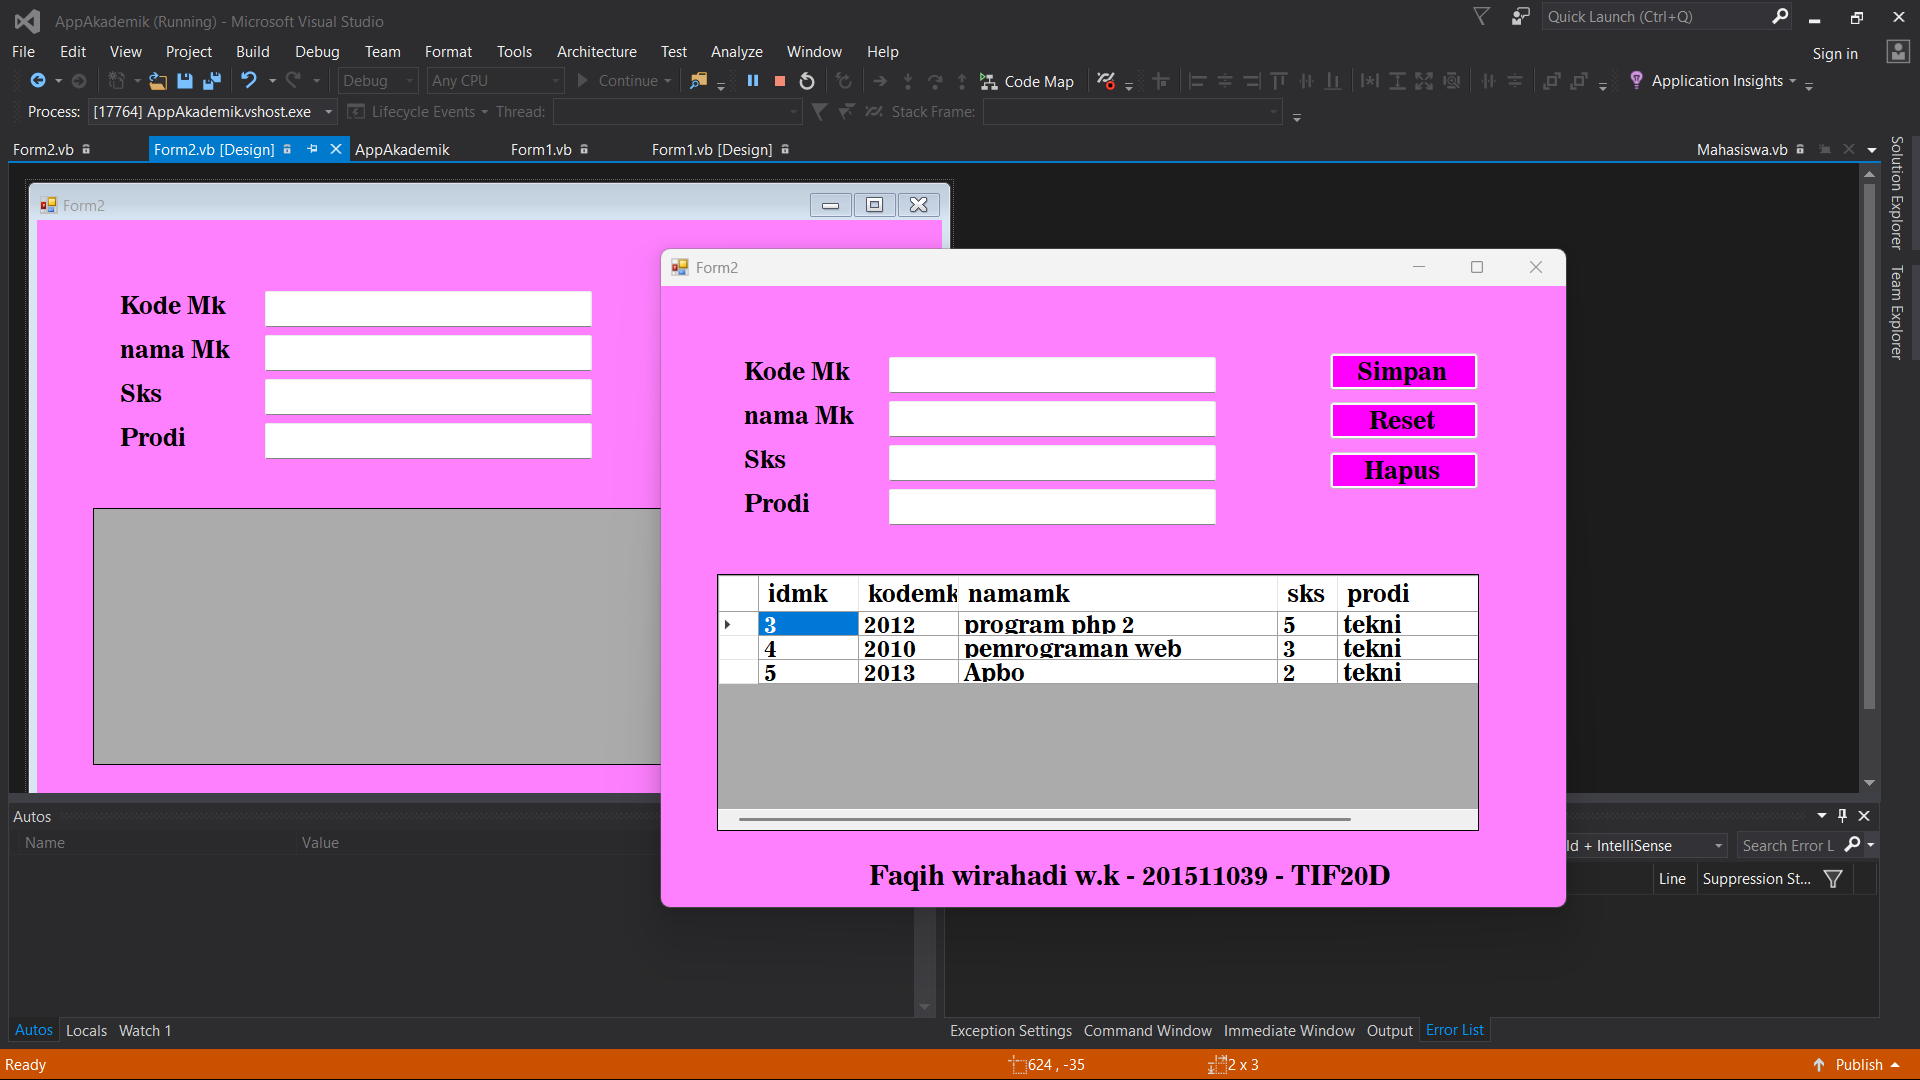 AppAkademik (Running) - Microsoft Visual Studio
Quick Launch (Ctrl+Q)
File Edit View Project Build Debug Team Format Tools Architecture Test Analyze Window Help
Sign in
Debug Any CPU Continue Code Map Application Insights
Process: [17764] AppAkademik.vshost.exe Lifecycle Events Thread: Stack Frame:
Form2.vb Form2.vb [Design] AppAkademik Form1.vb Form1.vb [Design] Mahasiswa.vb
Solution Explorer
Team Explorer
Form2
Kode Mk
nama Mk
Sks
Prodi
Form2
Kode Mk
nama Mk
Sks
Prodi
Simpan
Reset
Hapus
idmk kodemk namamk sks prodi
3 2012 program php 2 5 tekni
4 2010 pemrograman web 3 tekni
5 2013 Apbo 2 tekni
Faqih wirahadi w.k - 201511039 - TIF20D
Autos
Name Value
ld + IntelliSense Search Error L
Line Suppression St...
Autos Locals Watch 1
Exception Settings Command Window Immediate Window Output Error List
Ready 624 , -35 2 x 3 Publish